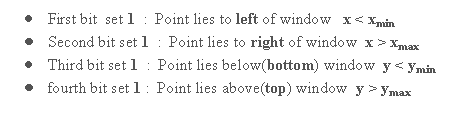 ● First bit set 1 : Point lies to left of window x < xmin
● Second bit set 1 : Point lies to right of window x > xmax
● Third bit set 1 : Point lies below(bottom) window y < ymin
● fourth bit set 1 : Point lies above(top) window y > ymax